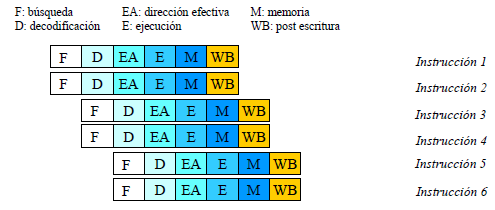 F: búsqueda EA: dirección efectiva M: memoria
D: decodificación E: ejecución WB: post escritura
F D EA E M WB Instrucción 1
F D EA E M WB Instrucción 2
F D EA E M WB Instrucción 3
F D EA E M WB Instrucción 4
F D EA E M WB Instrucción 5
F D EA E M WB Instrucción 6